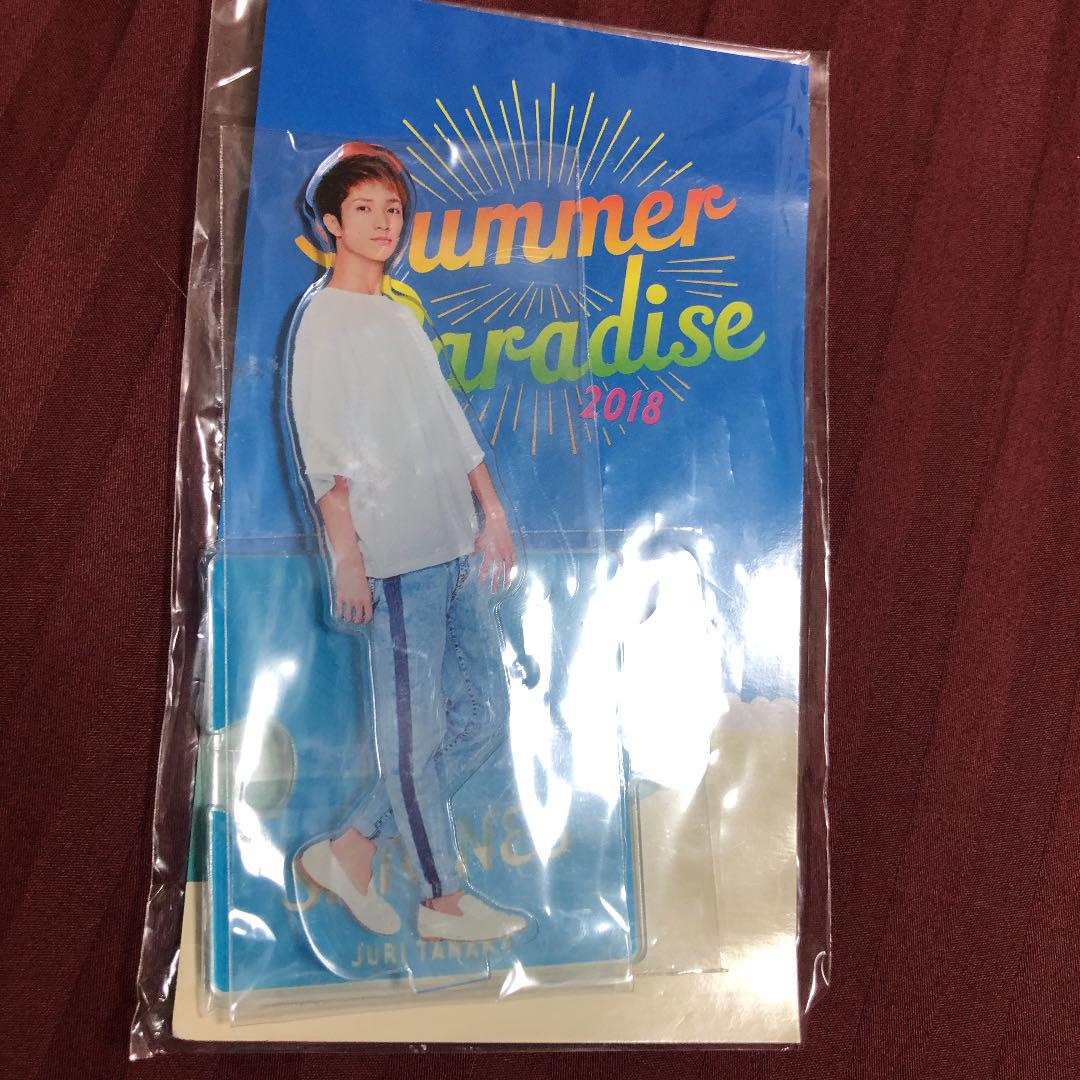 Summer
Paradise
2018
JURI TANAKA